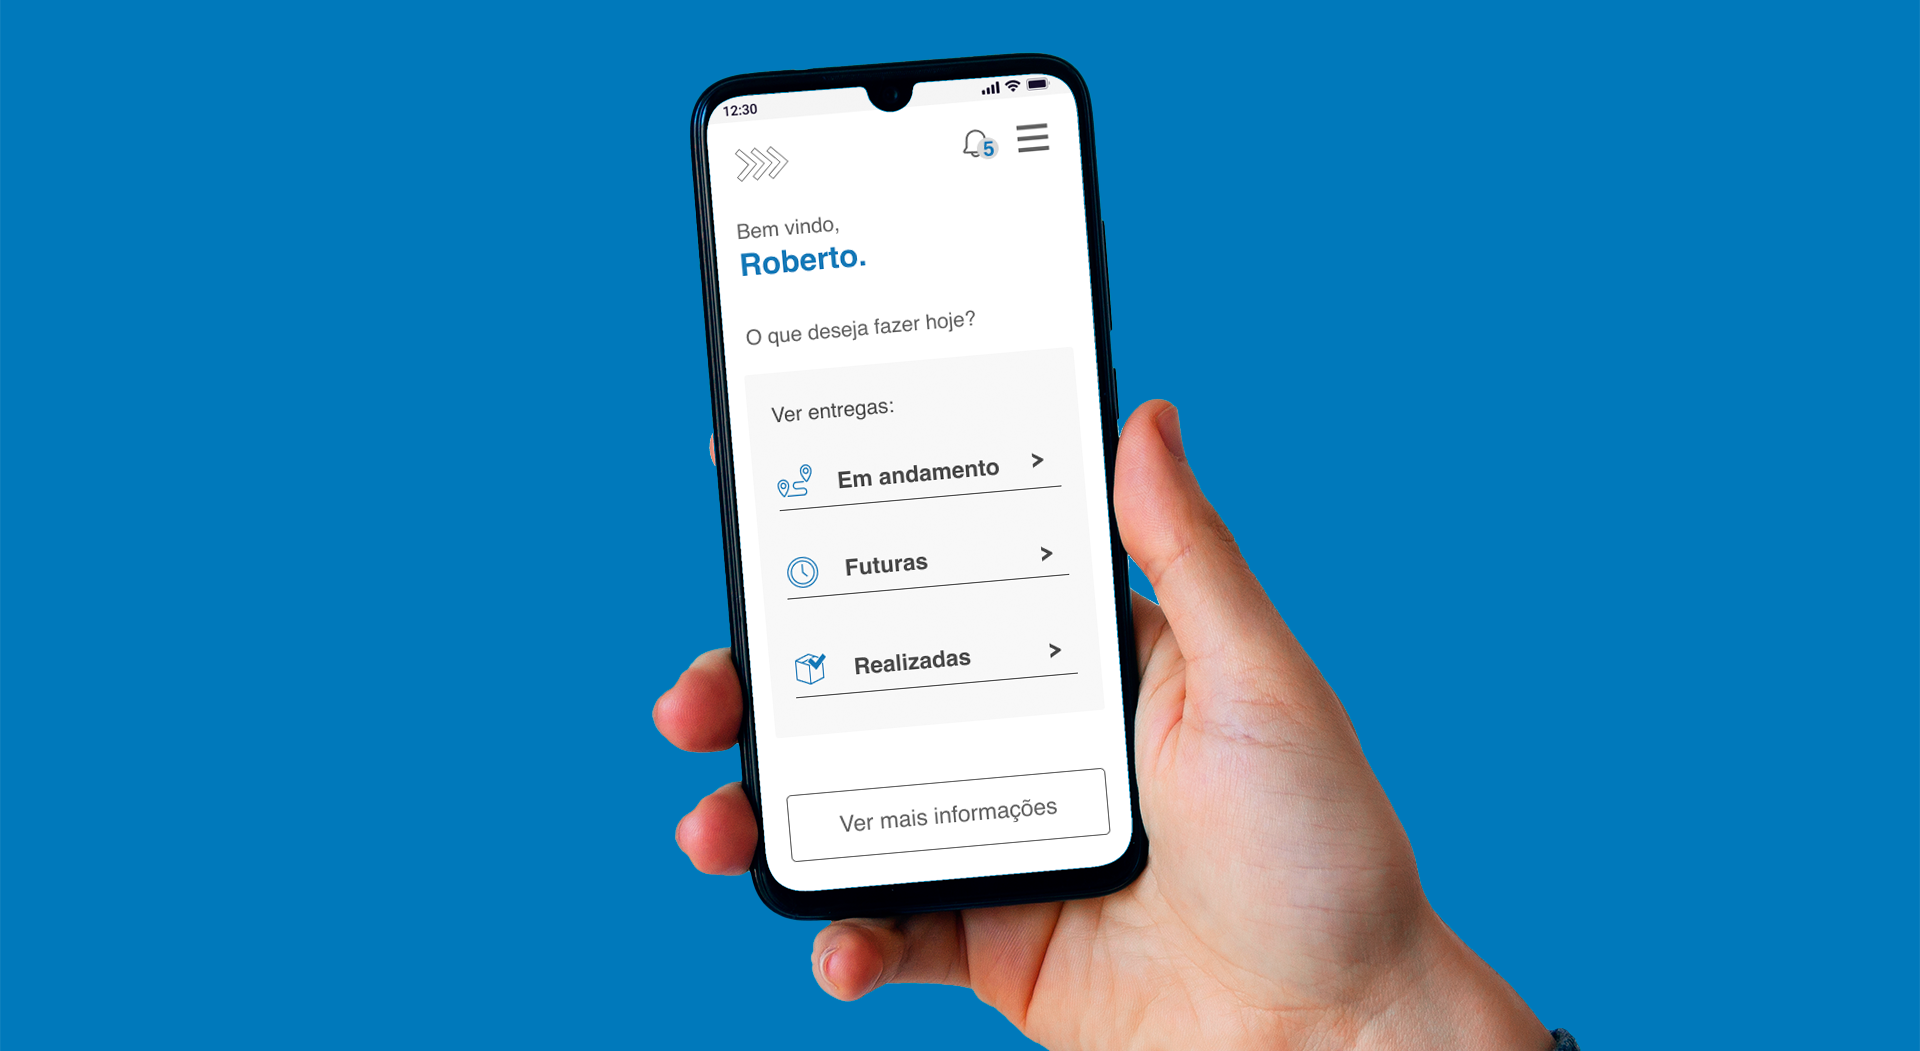 12:30
5
Bem vindo,
Roberto.
O que deseja fazer hoje?
Ver entregas:
Em andamento >
Futuras >
Realizadas >
Ver mais informações